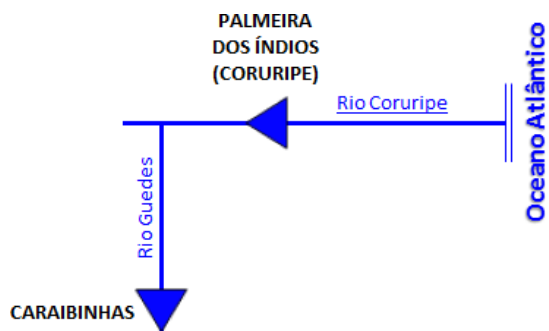 PALMEIRA
DOS ÍNDIOS
(CORURIPE)
Rio Coruripe
Oceano Atlântico
Rio Guedes
CARAIBINHAS